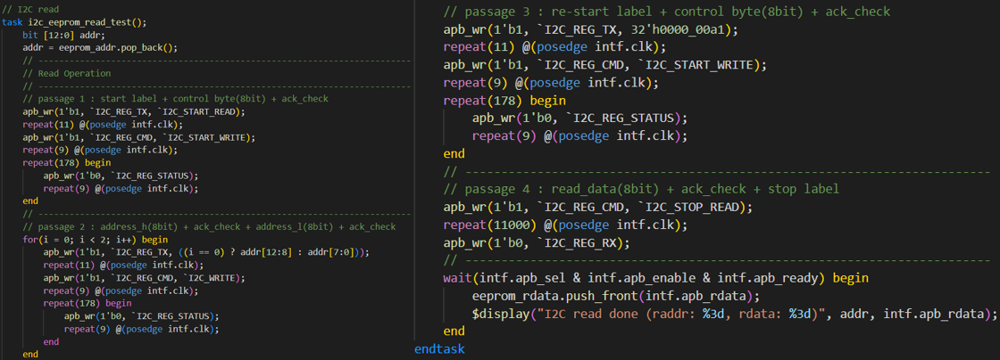 // I2C read
task i2c_eeprom_read_test();
    bit [12:0] addr;
    addr = eeprom_addr.pop_back();
    // ------------------------------------------------------------------
    // Read Operation
    // ------------------------------------------------------------------
    // passage 1 : start label + control byte(8bit) + ack_check
    apb_wr(1'b1, `I2C_REG_TX, `I2C_START_READ);
    repeat(11) @(posedge intf.clk);
    apb_wr(1'b1, `I2C_REG_CMD, `I2C_START_WRITE);
    repeat(9) @(posedge intf.clk);
    repeat(178) begin
        apb_wr(1'b0, `I2C_REG_STATUS);
        repeat(9) @(posedge intf.clk);
    end
    // ------------------------------------------------------------------
    // passage 2 : address_h(8bit) + ack_check + address_l(8bit) + ack_check
    for(i = 0; i < 2; i++) begin
        apb_wr(1'b1, `I2C_REG_TX, ((i == 0) ? addr[12:8] : addr[7:0]));
        repeat(11) @(posedge intf.clk);
        apb_wr(1'b1, `I2C_REG_CMD, `I2C_WRITE);
        repeat(9) @(posedge intf.clk);
        repeat(178) begin
            apb_wr(1'b0, `I2C_REG_STATUS);
            repeat(9) @(posedge intf.clk);
        end
    end
    // passage 3 : re-start label + control byte(8bit) + ack_check
    apb_wr(1'b1, `I2C_REG_TX, 32'h0000_00a1);
    repeat(11) @(posedge intf.clk);
    apb_wr(1'b1, `I2C_REG_CMD, `I2C_START_WRITE);
    repeat(9) @(posedge intf.clk);
    repeat(178) begin
        apb_wr(1'b0, `I2C_REG_STATUS);
        repeat(9) @(posedge intf.clk);
    end
    // ------------------------------------------------------------------
    // passage 4 : read_data(8bit) + ack_check + stop label
    apb_wr(1'b1, `I2C_REG_CMD, `I2C_STOP_READ);
    repeat(11000) @(posedge intf.clk);
    apb_wr(1'b0, `I2C_REG_RX);
    // ------------------------------------------------------------------
    wait(intf.apb_sel & intf.apb_enable & intf.apb_ready) begin
        eeprom_rdata.push_front(intf.apb_rdata);
        $display("I2C read done (raddr: %3d, rdata: %3d)", addr, intf.apb_rdata);
    end
endtask